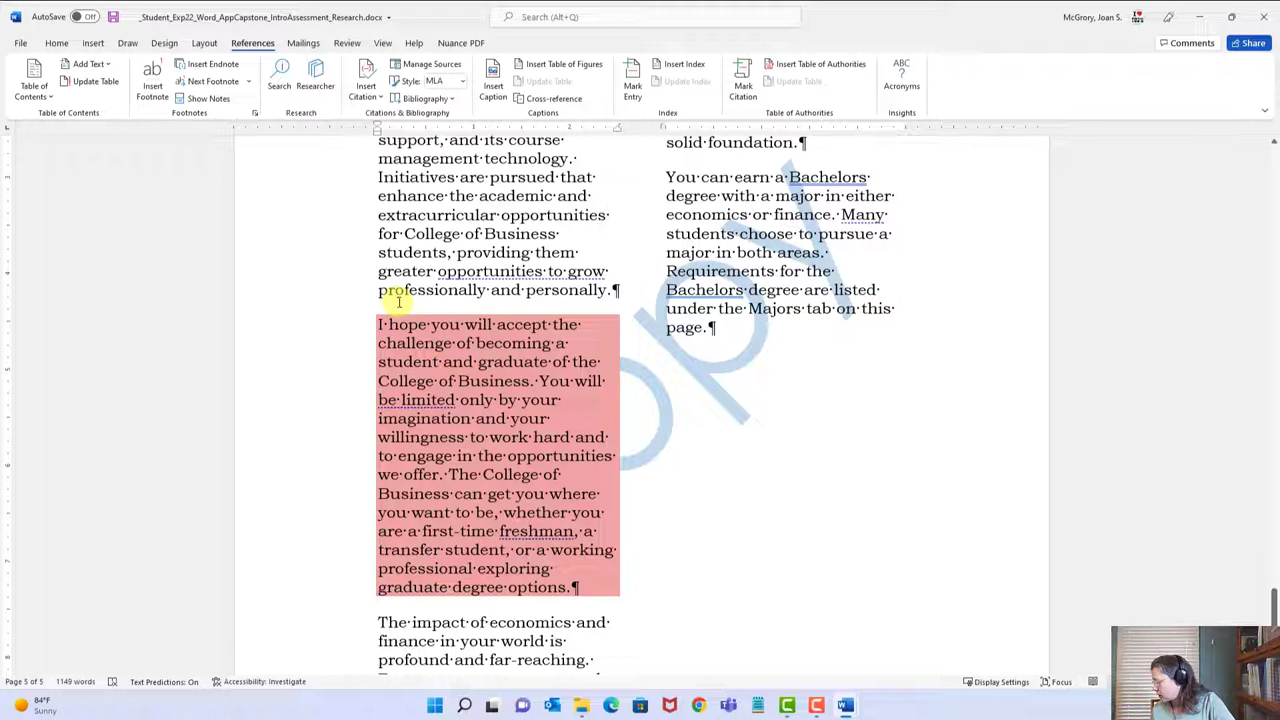 AutoSave Off
_Student_Exp22_Word_AppCapstone_IntroAssessment_Research.docx
Search (Alt+Q)
McGrory, Joan S.
File Home Insert Draw Design Layout References Mailings Review View Help Nuance PDF
Comments Share
Table of Contents
Add Text
Update Table
Table of Contents
ab
Insert Footnote
Insert Endnote
Next Footnote
Show Notes
Footnotes
Search
Researcher
Research
Insert Citation
Manage Sources
Style: MLA
Bibliography
Citations & Bibliography
Insert Caption
Insert Table of Figures
Update Table
Cross-reference
Captions
Mark Entry
Insert Index
Update Index
Index
Mark Citation
Insert Table of Authorities
Update Table
Table of Authorities
ABC
?
Acronyms
Insights
1 2
3
4
5
6
7
8
support,·and·its·course·
management·technology.·
Initiatives·are·pursued·that·
enhance·the·academic·and·
extracurricular·opportunities·
for·College·of·Business·
students,·providing·them·
greater·opportunities·to·grow·
professionally·and·personally.¶
I·hope·you·will·accept·the·
challenge·of·becoming·a·
student·and·graduate·of·the·
College·of·Business.·You·will·
be·limited·only·by·your·
imagination·and·your·
willingness·to·work·hard·and·
to·engage·in·the·opportunities·
we·offer.·The·College·of·
Business·can·get·you·where·
you·want·to·be,·whether·you·
are·a·first-time·freshman,·a·
transfer·student,·or·a·working·
professional·exploring·
graduate·degree·options.¶
The·impact·of·economics·and·
finance·in·your·world·is·
profound·and·far-reaching.·
solid·foundation.¶
You·can·earn·a·Bachelors·
degree·with·a·major·in·either·
economics·or·finance.·Many·
students·choose·to·pursue·a·
major·in·both·areas.·
Requirements·for·the·
Bachelors·degree·are·listed·
under·the·Majors·tab·on·this·
page.¶
opy
Page 5 of 5 1149 words Text Predictions: On Accessibility: Investigate
Display Settings Focus
84°F
Sunny